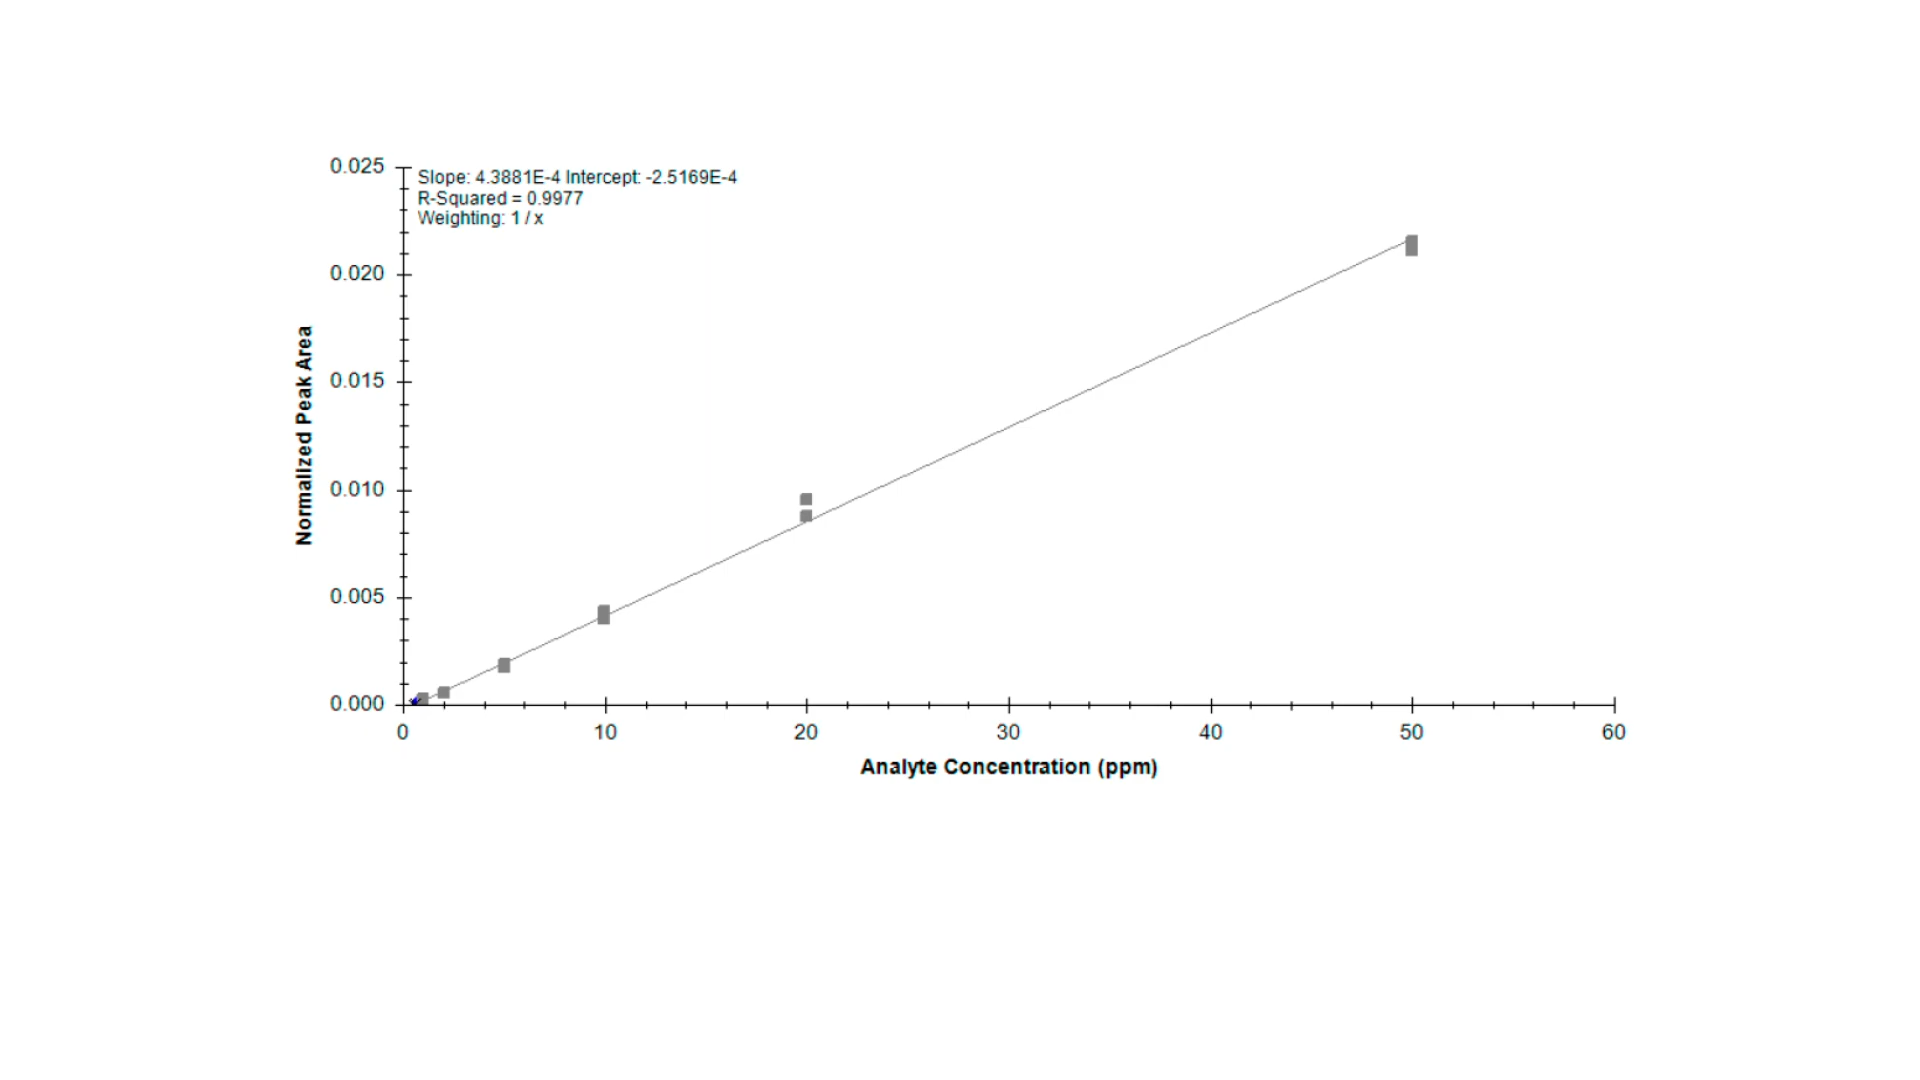 0.025
Slope: 4.3881E-4 Intercept: -2.5169E-4
R-Squared = 0.9977
Weighting: 1 / x
0.020
0.015
0.010
0.005
0.000
Normalized Peak Area
0 10 20 30 40 50 60
Analyte Concentration (ppm)